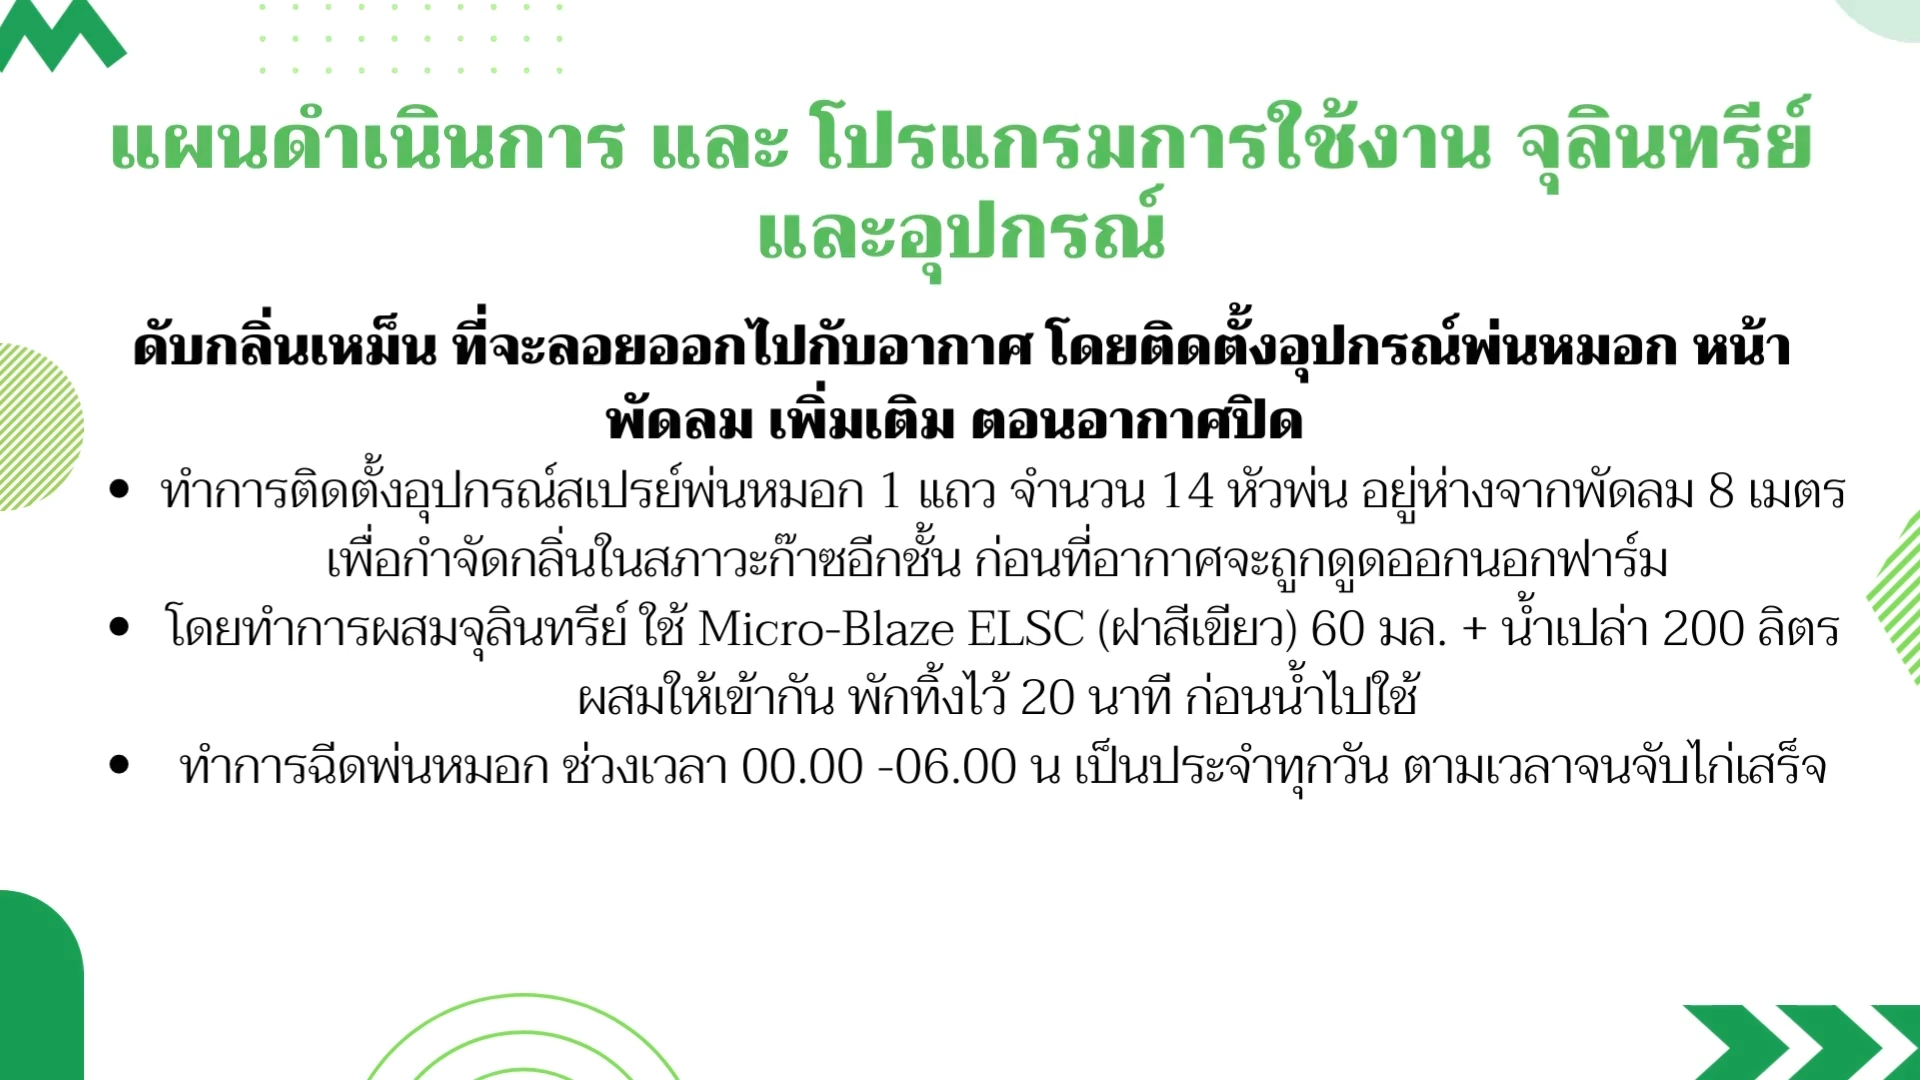 แผนดำเนินการ และ โปรแกรมการใช้งาน จุลินทรีย์
และอุปกรณ์
ดับกลิ่นเหม็น ที่จะลอยออกไปกับอากาศ โดยติดตั้งอุปกรณ์พ่นหมอก หน้า
พัดลม เพิ่มเติม ตอนอากาศปิด
• ทำการติดตั้งอุปกรณ์สเปรย์พ่นหมอก 1 แถว จำนวน 14 หัวพ่น อยู่ห่างจากพัดลม 8 เมตร
เพื่อกำจัดกลิ่นในสภาวะก๊าซอีกชั้น ก่อนที่อากาศจะถูกดูดออกนอกฟาร์ม
• โดยทำการผสมจุลินทรีย์ ใช้ Micro-Blaze ELSC (ฝาสีเขียว) 60 มล. + น้ำเปล่า 200 ลิตร
ผสมให้เข้ากัน พักทิ้งไว้ 20 นาที ก่อนน้ำไปใช้
• ทำการฉีดพ่นหมอก ช่วงเวลา 00.00 -06.00 น เป็นประจำทุกวัน ตามเวลาจนจับไก่เสร็จ